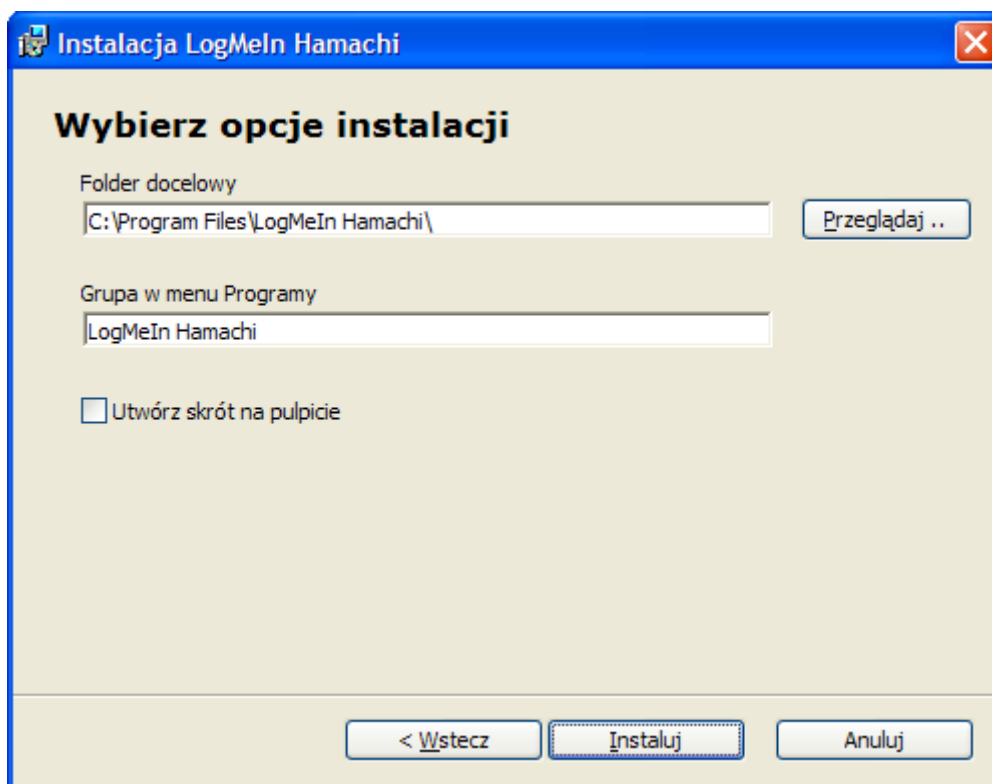 Instalacja LogMeIn Hamachi
Wybierz opcje instalacji
Folder docelowy
C:\Program Files\LogMeIn Hamachi\
Przeglądaj ..
Grupa w menu Programy
LogMeIn Hamachi
Utwórz skrót na pulpicie
< Wstecz
Instaluj
Anuluj